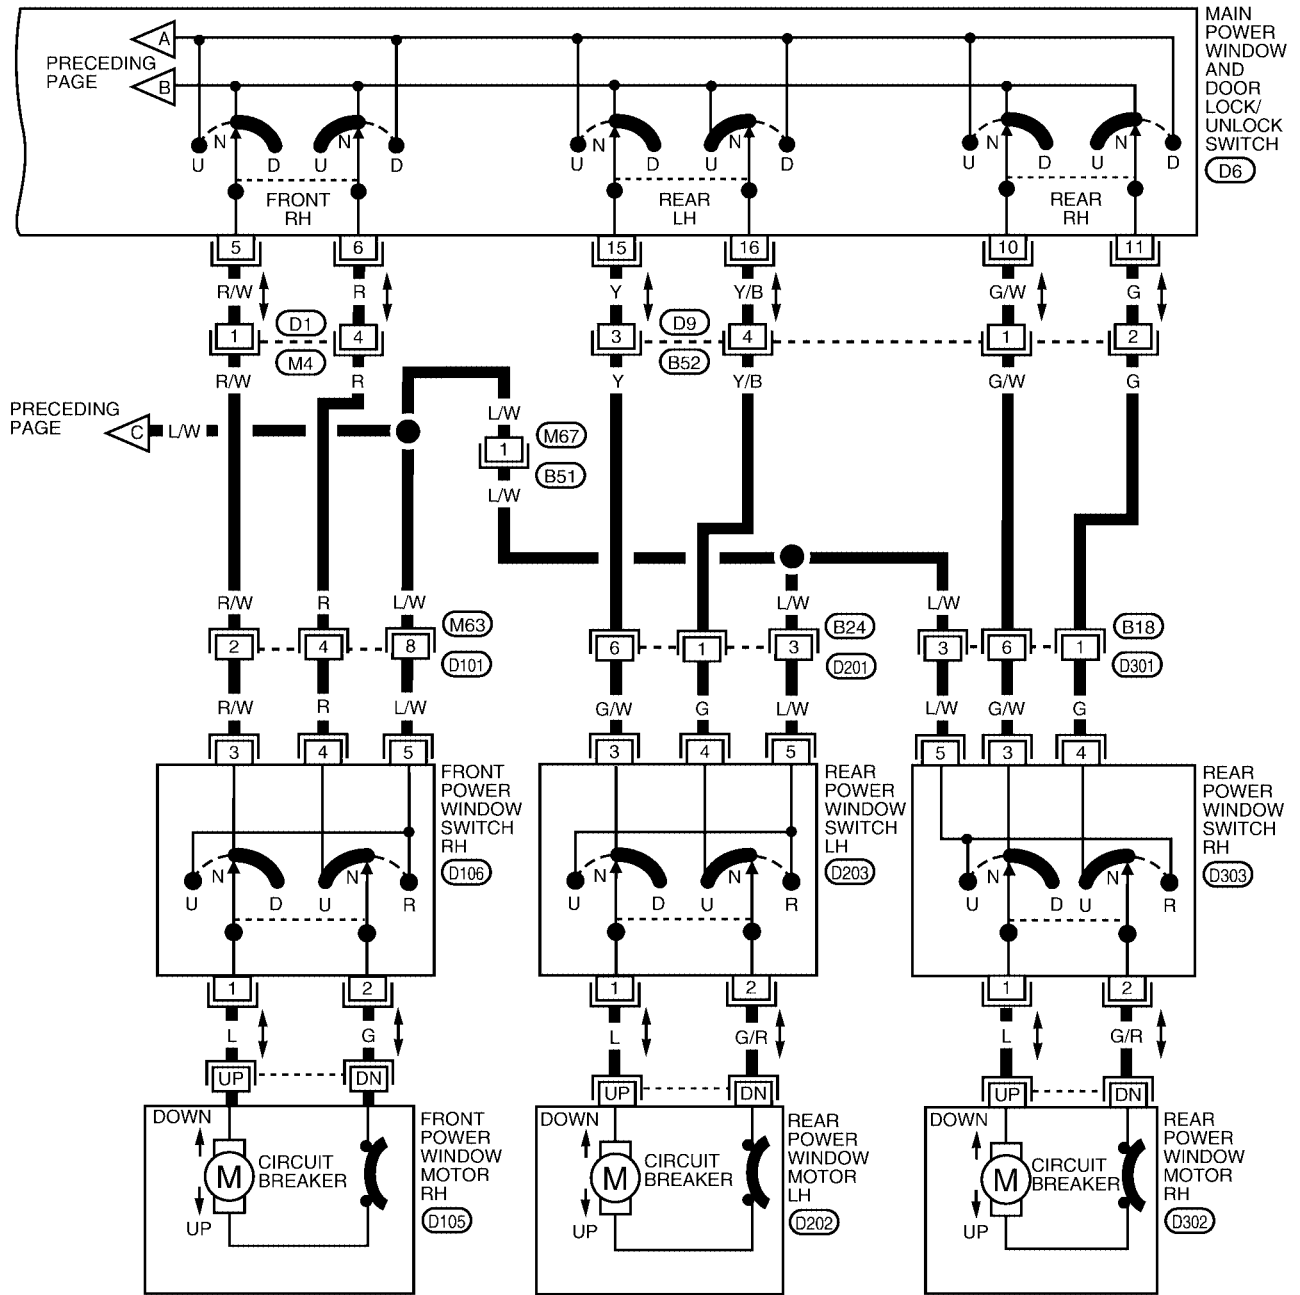 MAIN
POWER
WINDOW
AND
DOOR
LOCK/
UNLOCK
SWITCH
D6
A
PRECEDING
PAGE
B
U N D U N D
U N D U N D
U N D U N D
FRONT
RH
REAR
LH
REAR
RH
5 6 15 16 10 11
R/W R Y Y/B G/W G
1 D1 4 3 D9 4 1 2
M4 B52
R/W R Y Y/B G/W G
PRECEDING
PAGE
C L/W
L/W
1 M67
B51
L/W
R/W R L/W L/W L/W
M63 B24 B18
2 4 8 6 1 3 3 6 1
D101 D201 D301
R/W R L/W G/W G L/W L/W G/W G
3 4 5 3 4 5 5 3 4
FRONT
POWER
WINDOW
SWITCH
RH
D106
U N D U N R
REAR
POWER
WINDOW
SWITCH
LH
D203
U N D U N R
REAR
POWER
WINDOW
SWITCH
RH
D303
U N D U N R
1 2 1 2 1 2
L G L G/R L G/R
UP DN UP DN UP DN
DOWN
M
CIRCUIT
BREAKER
UP
FRONT
POWER
WINDOW
MOTOR
RH
D105
DOWN
M
CIRCUIT
BREAKER
UP
REAR
POWER
WINDOW
MOTOR
LH
D202
DOWN
M
CIRCUIT
BREAKER
UP
REAR
POWER
WINDOW
MOTOR
RH
D302